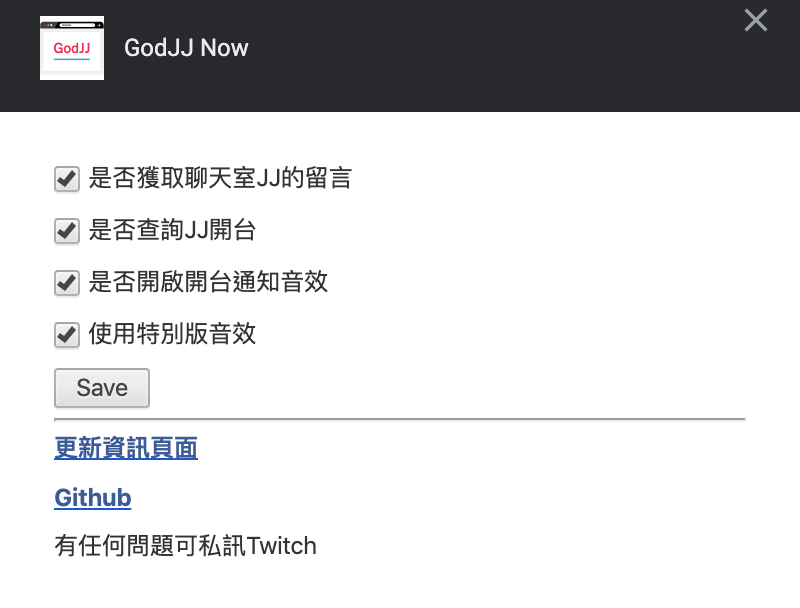 GodJJ
GodJJ Now
是否獲取聊天室JJ的留言
是否查詢JJ開台
是否開啟開台通知音效
使用特別版音效
Save
更新資訊頁面
Github
有任何問題可私訊Twitch